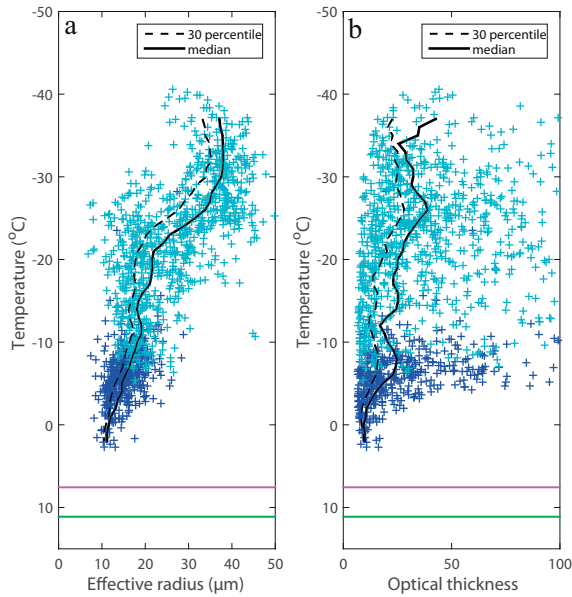 a
b
30 percentile
median
30 percentile
median
Temperature (°C)
Temperature (°C)
-50
-40
-30
-20
-10
0
10
-50
-40
-30
-20
-10
0
10
0
10
20
30
40
50
0
50
100
Effective radius (µm)
Optical thickness